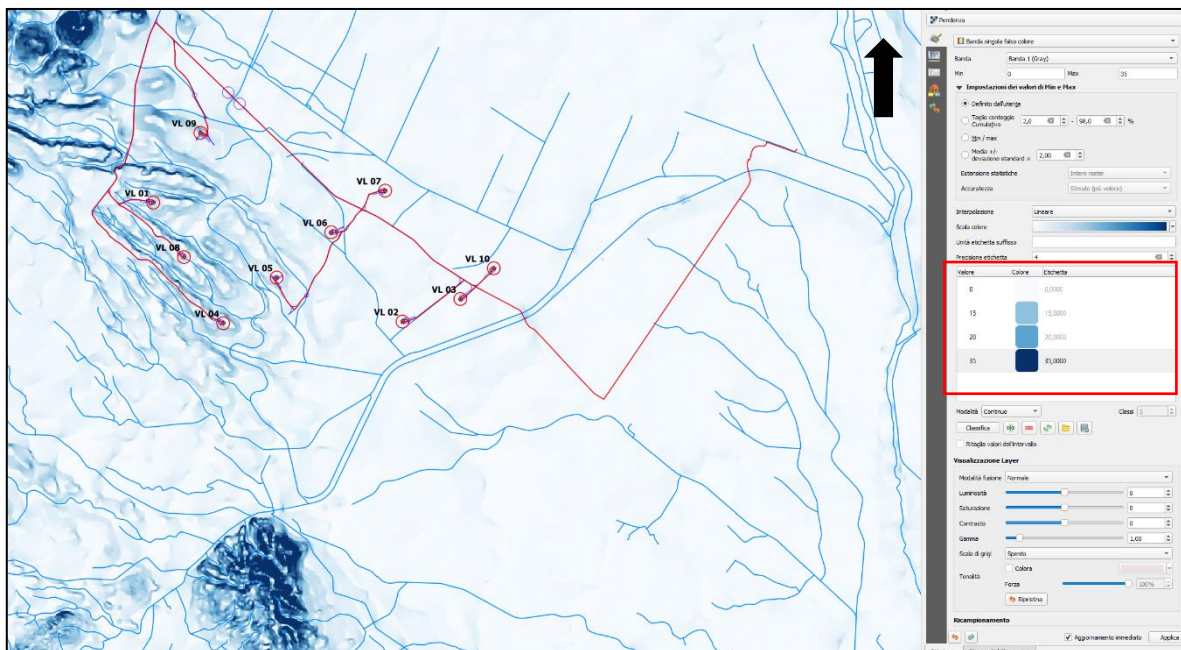 VL 09
VL 01
VL 07
VL 06
VL 08
VL 05
VL 10
VL 03
VL 02
VL 04
Pendenza
Banda singola falso colore
Banda Banda 1 (Gray)
Min 0 Max 35
Impostazioni dei valori di Min e Max
Definito dall'utente
Taglio conteggio
Cumulativo 2,0 - 98,0 %
Min / max
Media +/-
deviazione standard × 2,00
Estensione statistiche Intero raster
Accuratezza Stimato (più veloce)
Interpolazione Lineare
Scala colore
Unità etichetta suffisso
Precisione etichetta 4
Valore Colore Etichetta
0 0,0000
15 15,0000
20 20,0000
35 35,0000
Modalità Continuo Classi 5
Classifica
Ritaglia valori dell'intervallo
Visualizzazione Layer
Modalità fusione Normale
Luminosità 0
Saturazione 0
Contrasto 0
Gamma 1,00
Scala di grigi Spento
Colora
Tonalità
Forza 100%
Ripristina
Ricampionamento
Aggiornamento immediato Applica